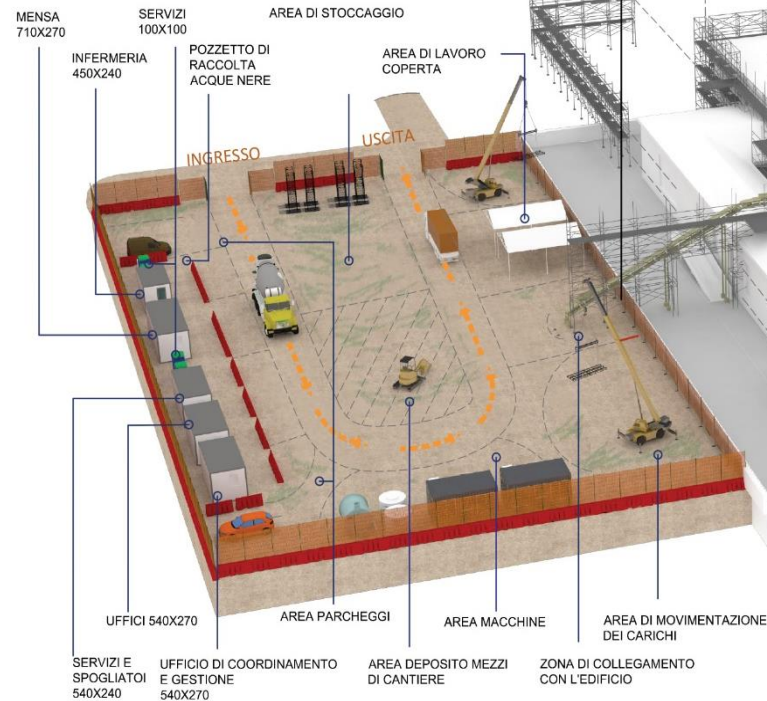 MENSA
710X270
SERVIZI
100X100
AREA DI STOCCAGGIO
INFERMERIA
450X240
POZZETTO DI
RACCOLTA
ACQUE NERE
AREA DI LAVORO
COPERTA
INGRESSO
USCITA
UFFICI 540X270
AREA PARCHEGGI
AREA MACCHINE
AREA DI MOVIMENTAZIONE
DEI CARICHI
SERVIZI E
SPOGLIATOI
540X240
UFFICIO DI COORDINAMENTO
E GESTIONE
540X270
AREA DEPOSITO MEZZI
DI CANTIERE
ZONA DI COLLEGAMENTO
CON L'EDIFICIO